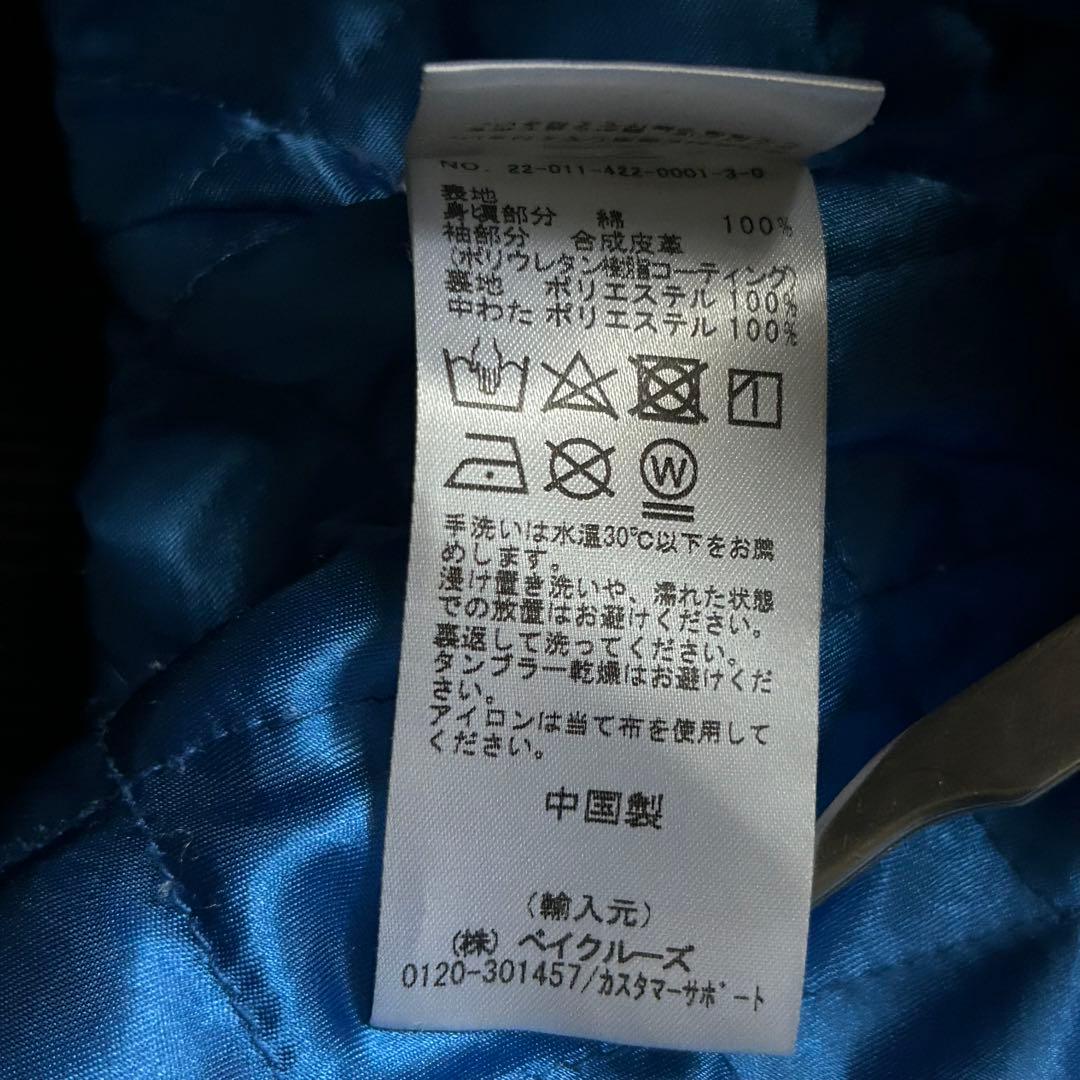 NO. 22-011-422-0001-3-0
表地
身頃部分 綿 100%
袖部分 合成皮革
(ポリウレタン樹脂コーティング)
裏地 ポリエステル 100%
中わた ポリエステル 100%
W
手洗いは水温30℃以下をお薦
めします。
浸け置き洗いや、濡れた状態
での放置はお避けください。
裏返して洗ってください。
タンブラー乾燥はお避けくだ
さい。
アイロンは当て布を使用して
ください。
中国製
(輸入元)
(株) ベイクルーズ
0120-301457/カスタマーサポート